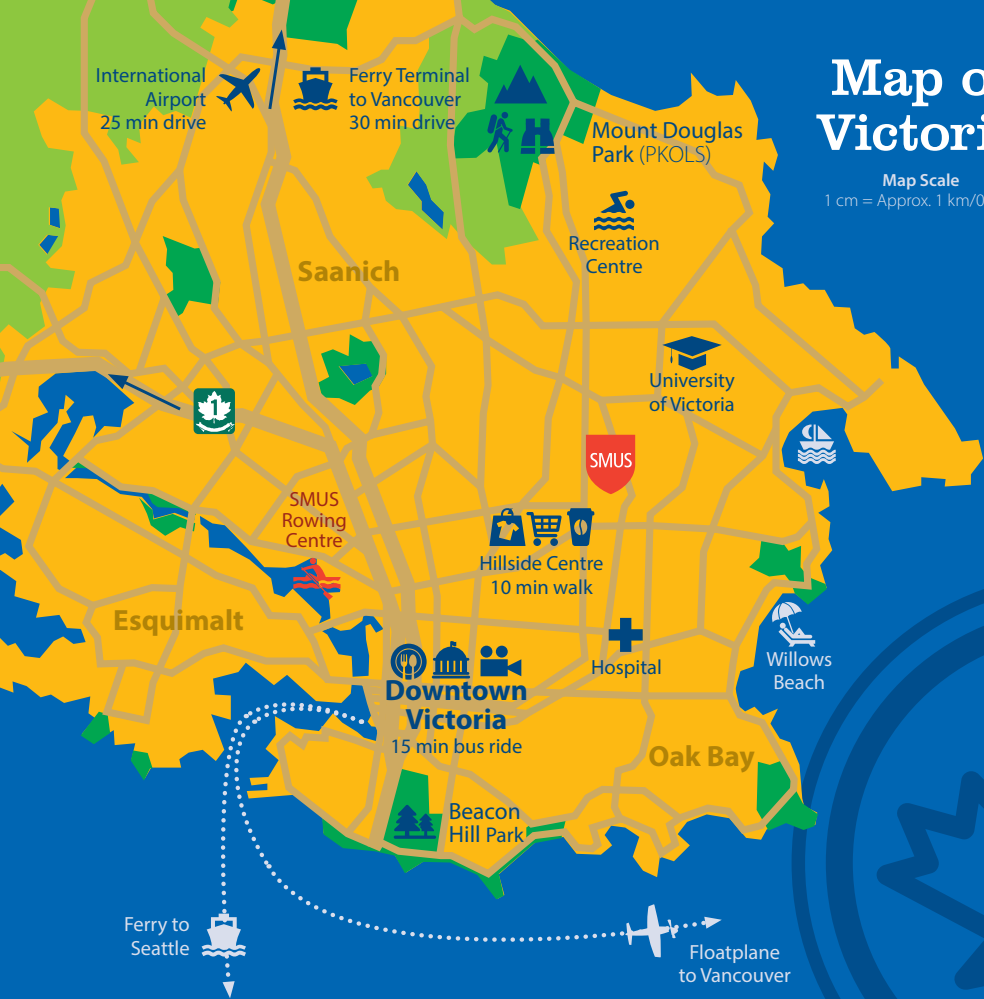 Map o
Victori
Map Scale
1 cm = Approx. 1 km/0
International
Airport
25 min drive
Ferry Terminal
to Vancouver
30 min drive
Mount Douglas
Park (PKOLS)
Recreation
Centre
Saanich
University
of Victoria
1
SMUS
SMUS
Rowing
Centre
Hillside Centre
10 min walk
Esquimalt
Hospital
Willows
Beach
Downtown
Victoria
15 min bus ride
Oak Bay
Beacon
Hill Park
Ferry to
Seattle
Floatplane
to Vancouver